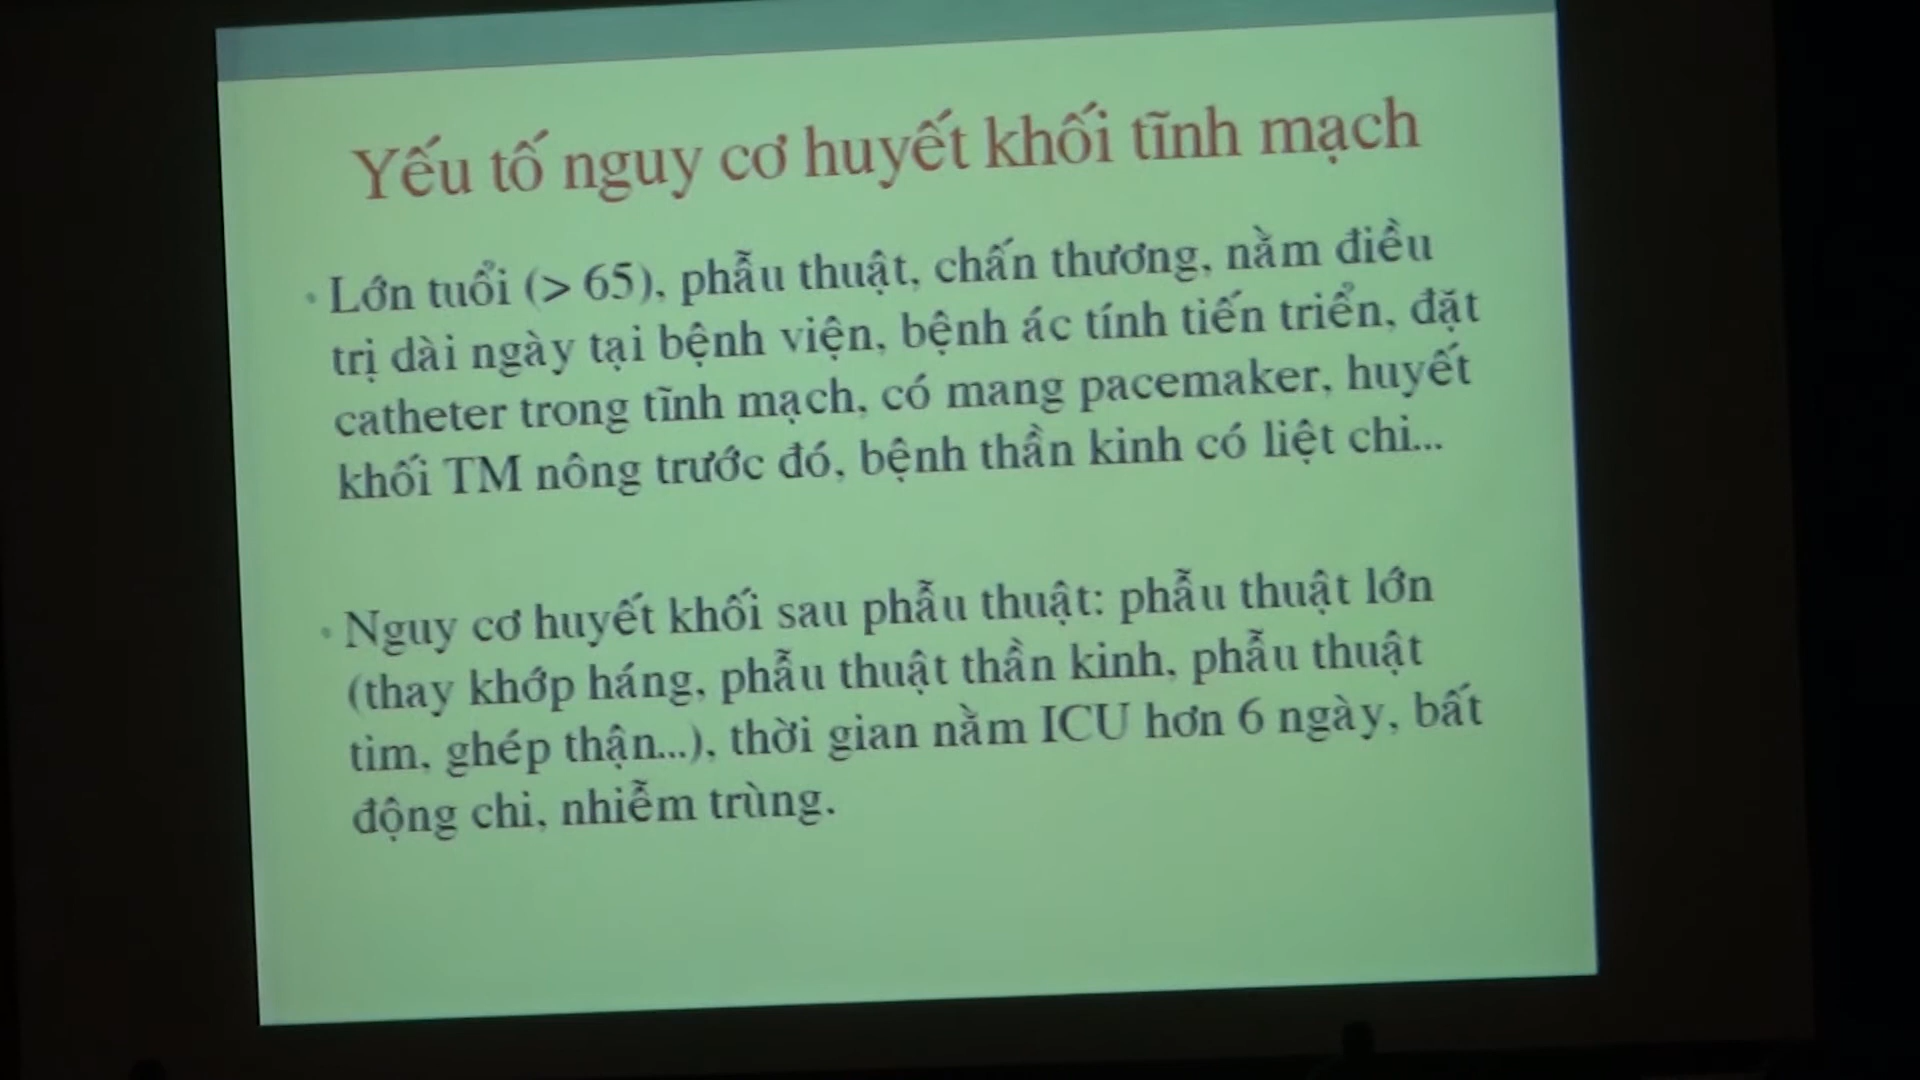 Yếu tố nguy cơ huyết khối tĩnh mạch
• Lớn tuổi (> 65), phẫu thuật, chấn thương, nằm điều
trị dài ngày tại bệnh viện, bệnh ác tính tiến triển, đặt
catheter trong tĩnh mạch, có mang pacemaker, huyết
khối TM nông trước đó, bệnh thần kinh có liệt chi...
• Nguy cơ huyết khối sau phẫu thuật: phẫu thuật lớn
(thay khớp háng, phẫu thuật thần kinh, phẫu thuật
tim, ghép thận...), thời gian nằm ICU hơn 6 ngày, bất
động chi, nhiễm trùng.